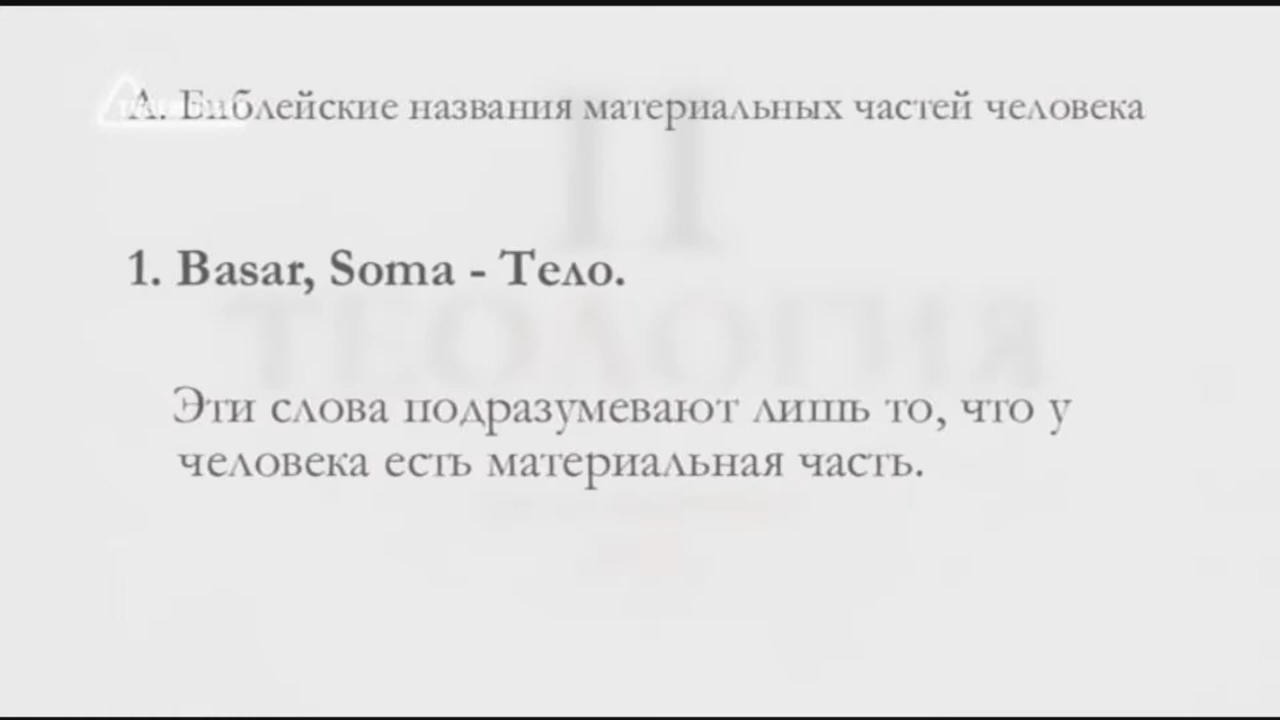 А. Библейские названия материальных частей человека
1. Basar, Soma - Тело.
Эти слова подразумевают лишь то, что у
человека есть материальная часть.
ТЕОЛОГИЯ